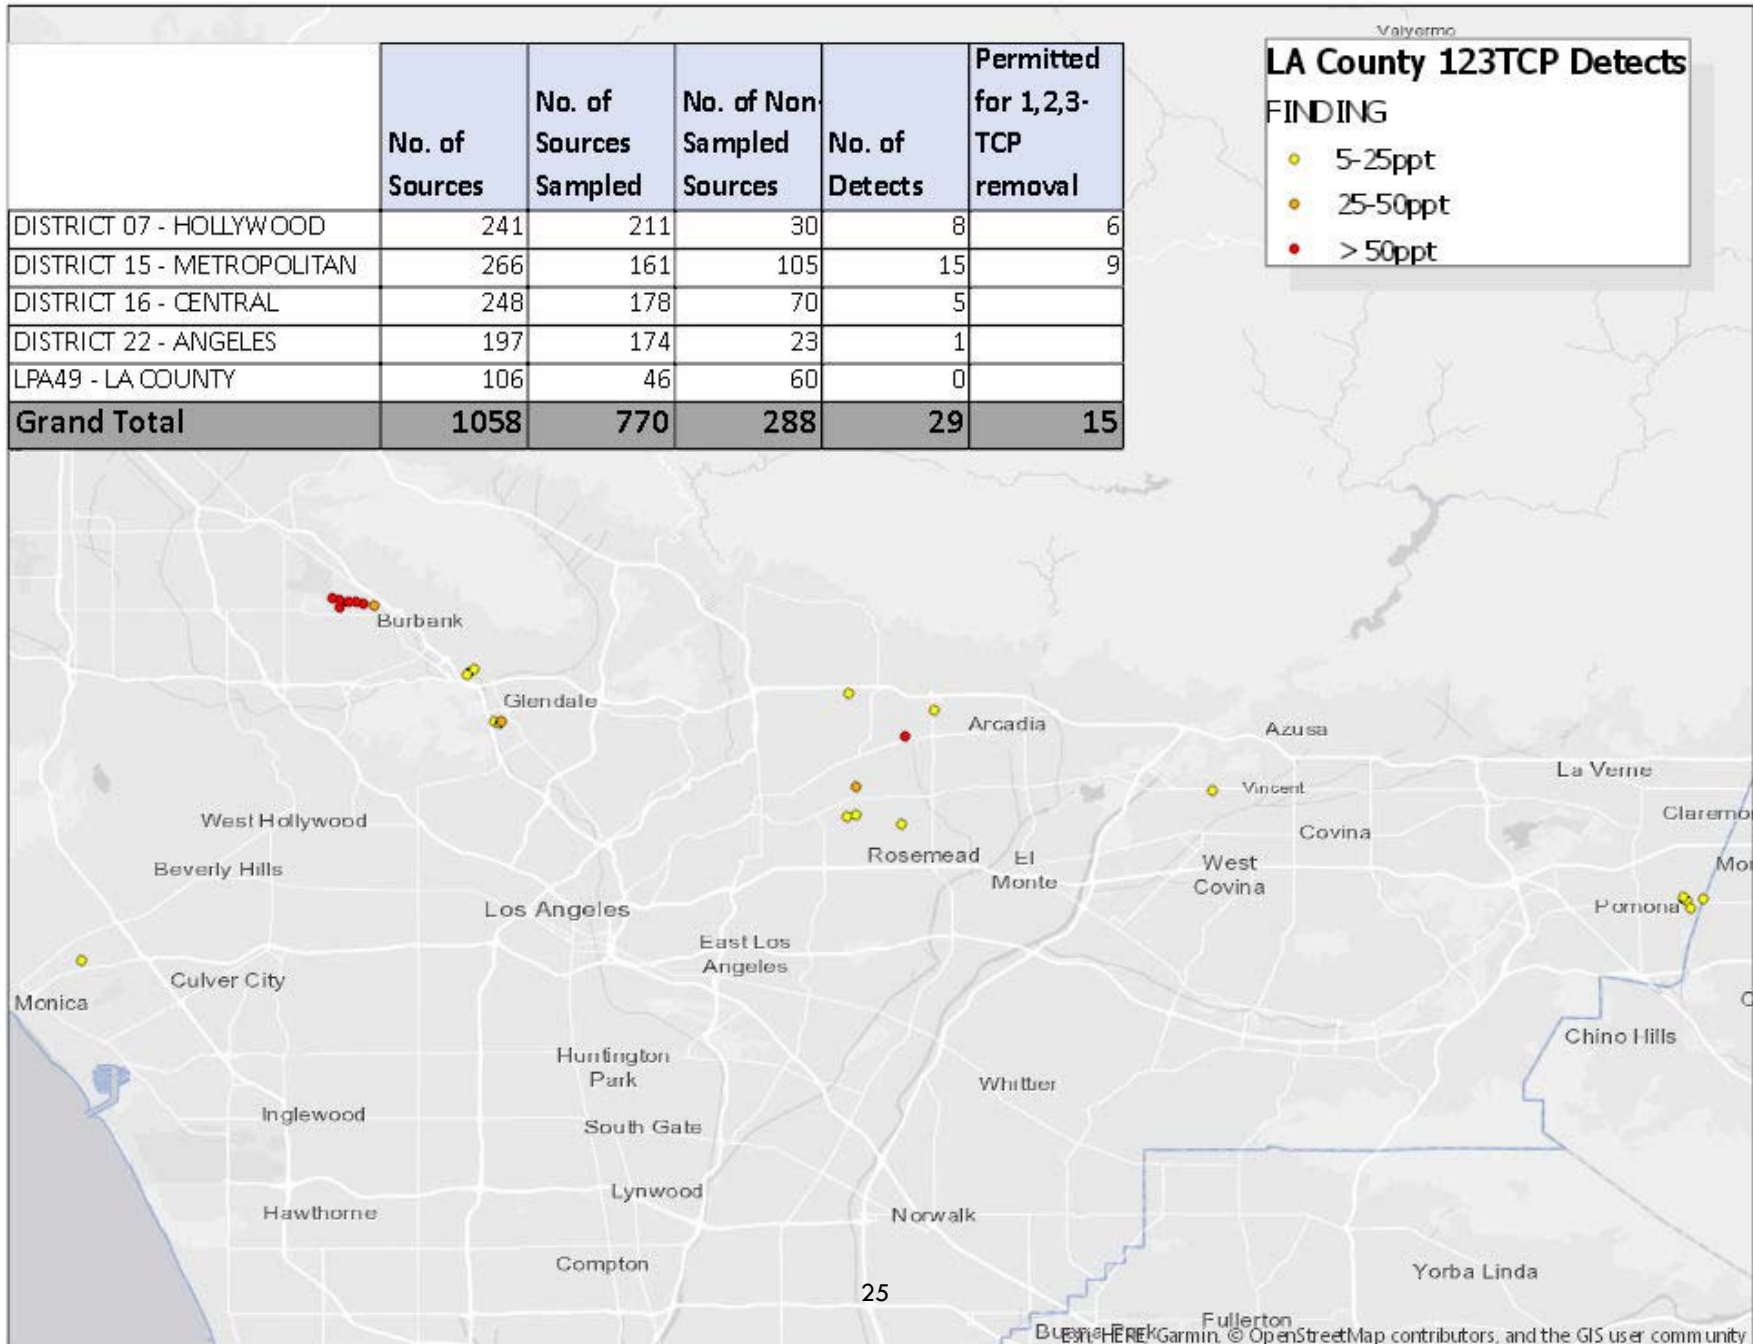 Valyermo
No. of Sources
No. of Sources Sampled
No. of Non-Sampled Sources
No. of Detects
Permitted for 1,2,3-TCP removal
DISTRICT 07 - HOLLYWOOD 241 211 30 8 6
DISTRICT 15 - METROPOLITAN 266 161 105 15 9
DISTRICT 16 - CENTRAL 248 178 70 5
DISTRICT 22 - ANGELES 197 174 23 1
LPA49 - LA COUNTY 106 46 60 0
Grand Total 1058 770 288 29 15
LA County 123TCP Detects
FINDING
5-25ppt
25-50ppt
> 50ppt
Burbank
Glendale
Arcadia
Azusa
La Verne
Vincent
West Hollywood
Claremo
Covina
Beverly Hills
Rosemead
El
Monte
West
Covina
Mo
Pomona
Los Angeles
East Los
Angeles
Culver City
Monica
Chino Hills
Huntington
Park
Whittier
Inglewood
South Gate
Lynwood
Hawthorne
Norwalk
Compton
Yorba Linda
25
Fullerton
Buena Park
Esri, HERE, Garmin, © OpenStreetMap contributors, and the GIS user community